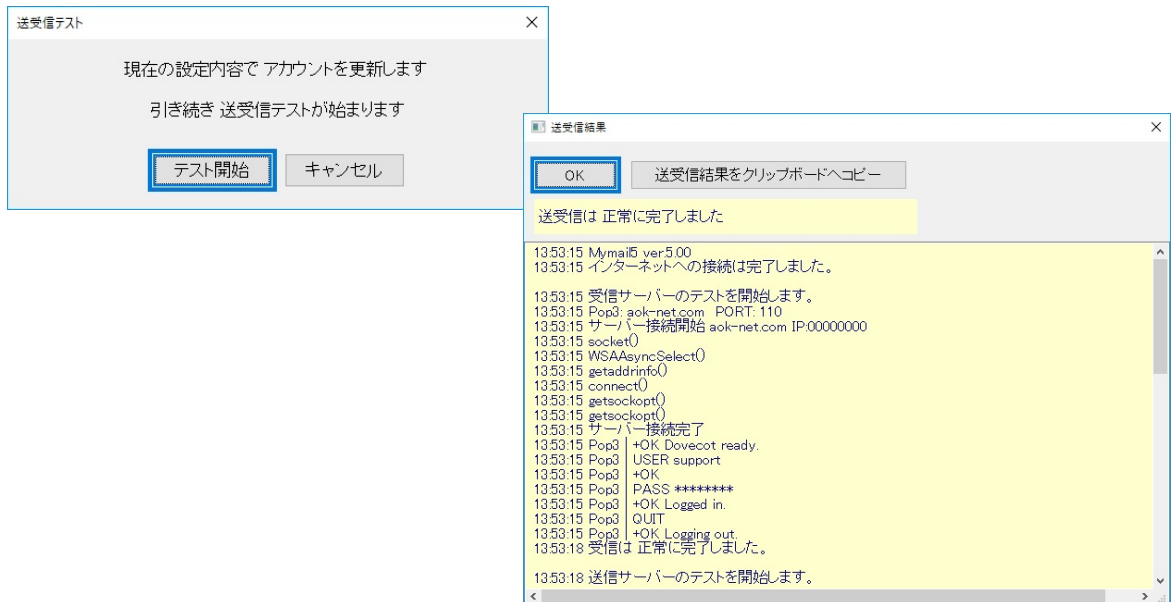 送受信テスト
現在の設定内容で アカウントを更新します
引き続き 送受信テストが始まります
テスト開始 キャンセル
送受信結果
OK 送受信結果をクリップボードへコピー
送受信は 正常に完了しました
13:53:15 Mymail5 ver.5.00
13:53:15 インターネットへの接続は完了しました。
13:53:15 受信サーバーのテストを開始します。
13:53:15 Pop3: aok-net.com PORT: 110
13:53:15 サーバー接続開始 aok-net.com IP:00000000
13:53:15 socket()
13:53:15 WSAAsyncSelect()
13:53:15 getaddrinfo()
13:53:15 connect()
13:53:15 getsockopt()
13:53:15 getsockopt()
13:53:15 サーバー接続完了
13:53:15 Pop3 | +OK Dovecot ready.
13:53:15 Pop3 | USER support
13:53:15 Pop3 | +OK
13:53:15 Pop3 | PASS ********
13:53:15 Pop3 | +OK Logged in.
13:53:15 Pop3 | QUIT
13:53:15 Pop3 | +OK Logging out.
13:53:18 受信は 正常に完了しました。
13:53:18 送信サーバーのテストを開始します。